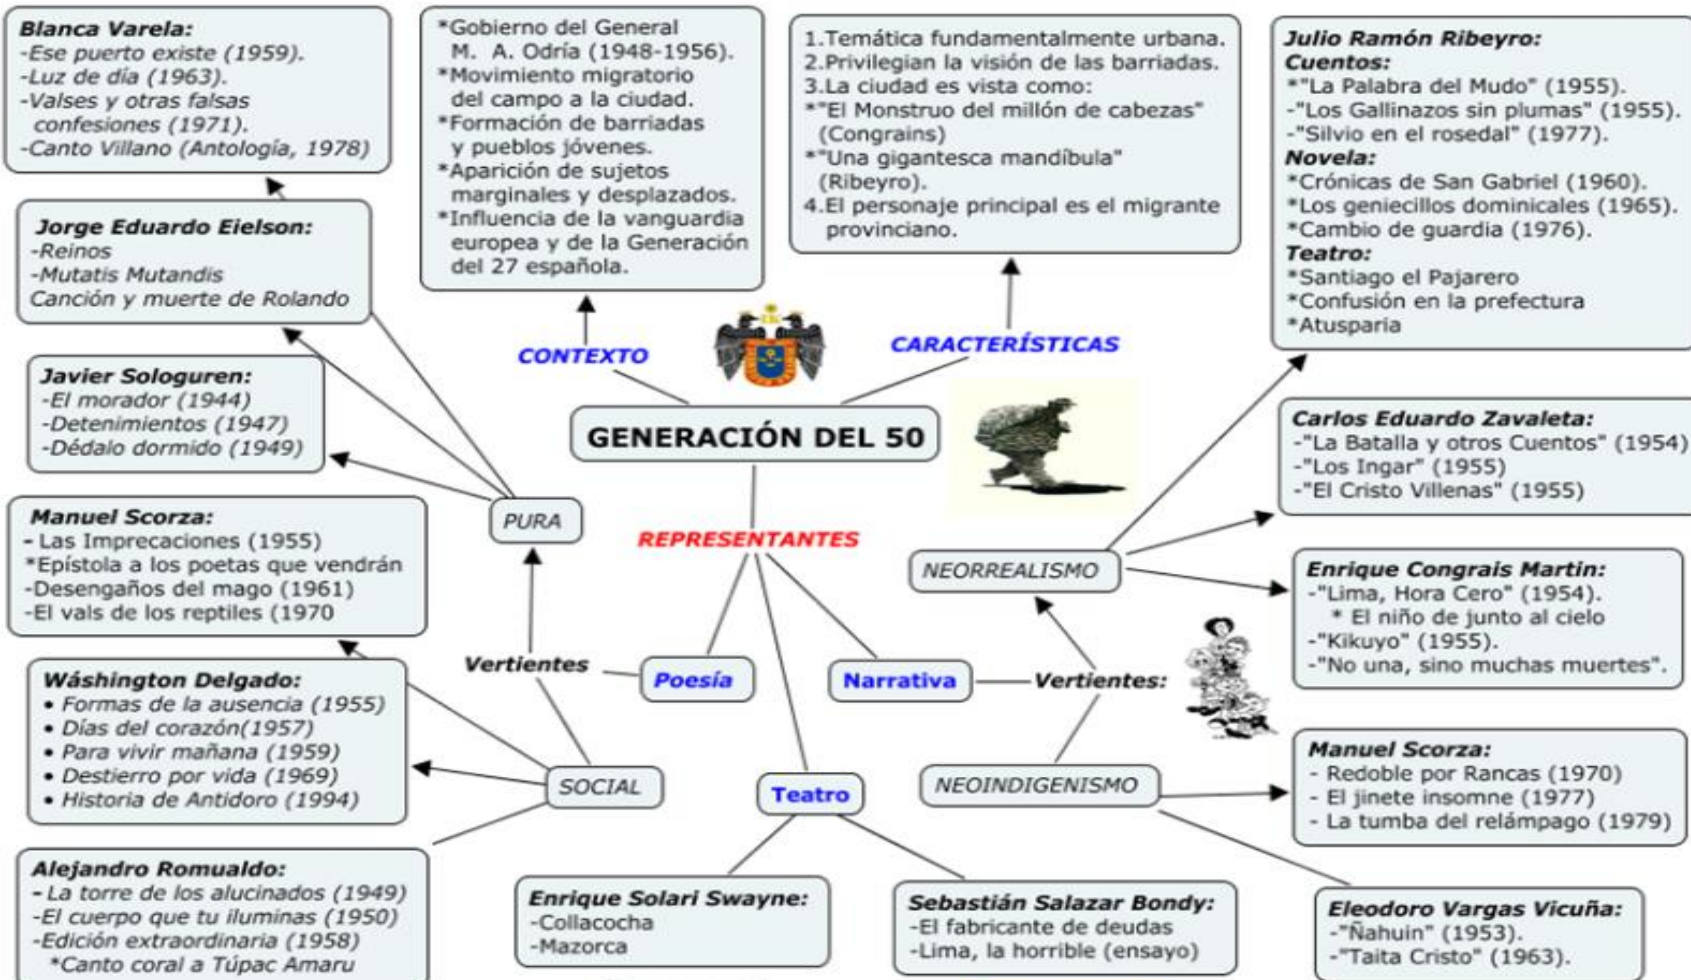 Blanca Varela:
-Ese puerto existe (1959).
-Luz de día (1963).
-Valses y otras falsas
confesiones (1971).
-Canto Villano (Antología, 1978)
Jorge Eduardo Eielson:
-Reinos
-Mutatis Mutandis
Canción y muerte de Rolando
Javier Sologuren:
-El morador (1944)
-Detenimientos (1947)
-Dédalo dormido (1949)
Manuel Scorza:
- Las Imprecaciones (1955)
*Epístola a los poetas que vendrán
-Desengaños del mago (1961)
-El vals de los reptiles (1970
Wáshington Delgado:
• Formas de la ausencia (1955)
• Días del corazón(1957)
• Para vivir mañana (1959)
• Destierro por vida (1969)
• Historia de Antidoro (1994)
Alejandro Romualdo:
- La torre de los alucinados (1949)
-El cuerpo que tu iluminas (1950)
-Edición extraordinaria (1958)
*Canto coral a Túpac Amaru
*Gobierno del General
M. A. Odría (1948-1956).
*Movimiento migratorio
del campo a la ciudad.
*Formación de barriadas
y pueblos jóvenes.
*Aparición de sujetos
marginales y desplazados.
*Influencia de la vanguardia
europea y de la Generación
del 27 española.
CONTEXTO
1.Temática fundamentalmente urbana.
2.Privilegian la visión de las barriadas.
3.La ciudad es vista como:
*"El Monstruo del millón de cabezas"
(Congrains)
*"Una gigantesca mandíbula"
(Ribeyro).
4.El personaje principal es el migrante
provinciano.
CARACTERÍSTICAS
GENERACIÓN DEL 50
REPRESENTANTES
PURA
Vertientes
SOCIAL
Poesía
Teatro
Narrativa
Vertientes:
NEORREALISMO
NEOINDIGENISMO
Enrique Solari Swayne:
-Collacocha
-Mazorca
Sebastián Salazar Bondy:
-El fabricante de deudas
-Lima, la horrible (ensayo)
Julio Ramón Ribeyro:
Cuentos:
*"La Palabra del Mudo" (1955).
-"Los Gallinazos sin plumas" (1955).
-"Silvio en el rosedal" (1977).
Novela:
*Crónicas de San Gabriel (1960).
*Los geniecillos dominicales (1965).
*Cambio de guardia (1976).
Teatro:
*Santiago el Pajarero
*Confusión en la prefectura
*Atusparia
Carlos Eduardo Zavaleta:
-"La Batalla y otros Cuentos" (1954)
-"Los Ingar" (1955)
-"El Cristo Villenas" (1955)
Enrique Congrais Martin:
-"Lima, Hora Cero" (1954).
* El niño de junto al cielo
-"Kikuyo" (1955).
-"No una, sino muchas muertes".
Manuel Scorza:
- Redoble por Rancas (1970)
- El jinete insomne (1977)
- La tumba del relámpago (1979)
Eleodoro Vargas Vicuña:
-"Ñahuin" (1953).
-"Taita Cristo" (1963).